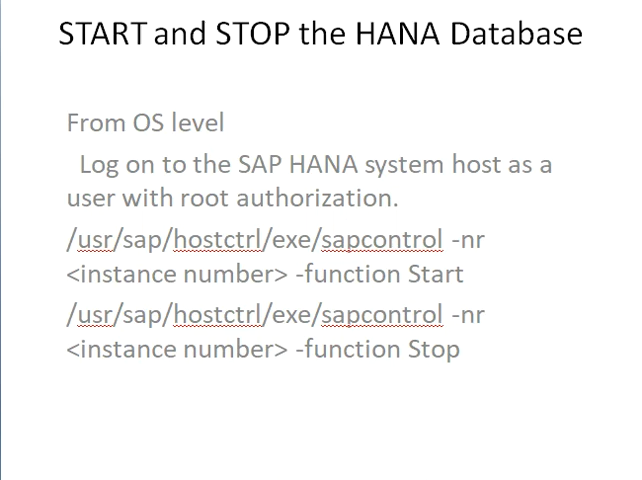 START and STOP the HANA Database
From OS level
Log on to the SAP HANA system host as a
user with root authorization.
/usr/sap/hostctrl/exe/sapcontrol -nr
<instance number> -function Start
/usr/sap/hostctrl/exe/sapcontrol -nr
<instance number> -function Stop